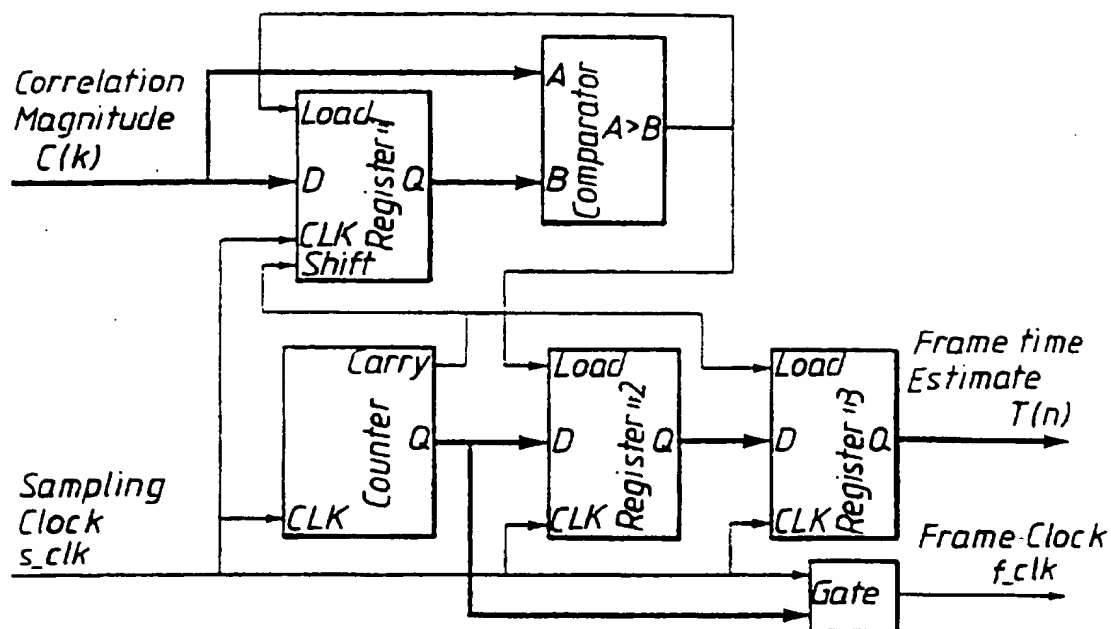 Correlation
Magnitude
C(k)
Load
D
Q
CLK
Shift
Register "1
A
B
A>B
Comparator
Carry
Q
CLK
Counter
Load
D
Q
CLK
Register "2
Load
D
Q
CLK
Register "3
Frame time
Estimate
T(n)
Sampling
Clock
s_clk
Gate
Frame-Clock
f_clk